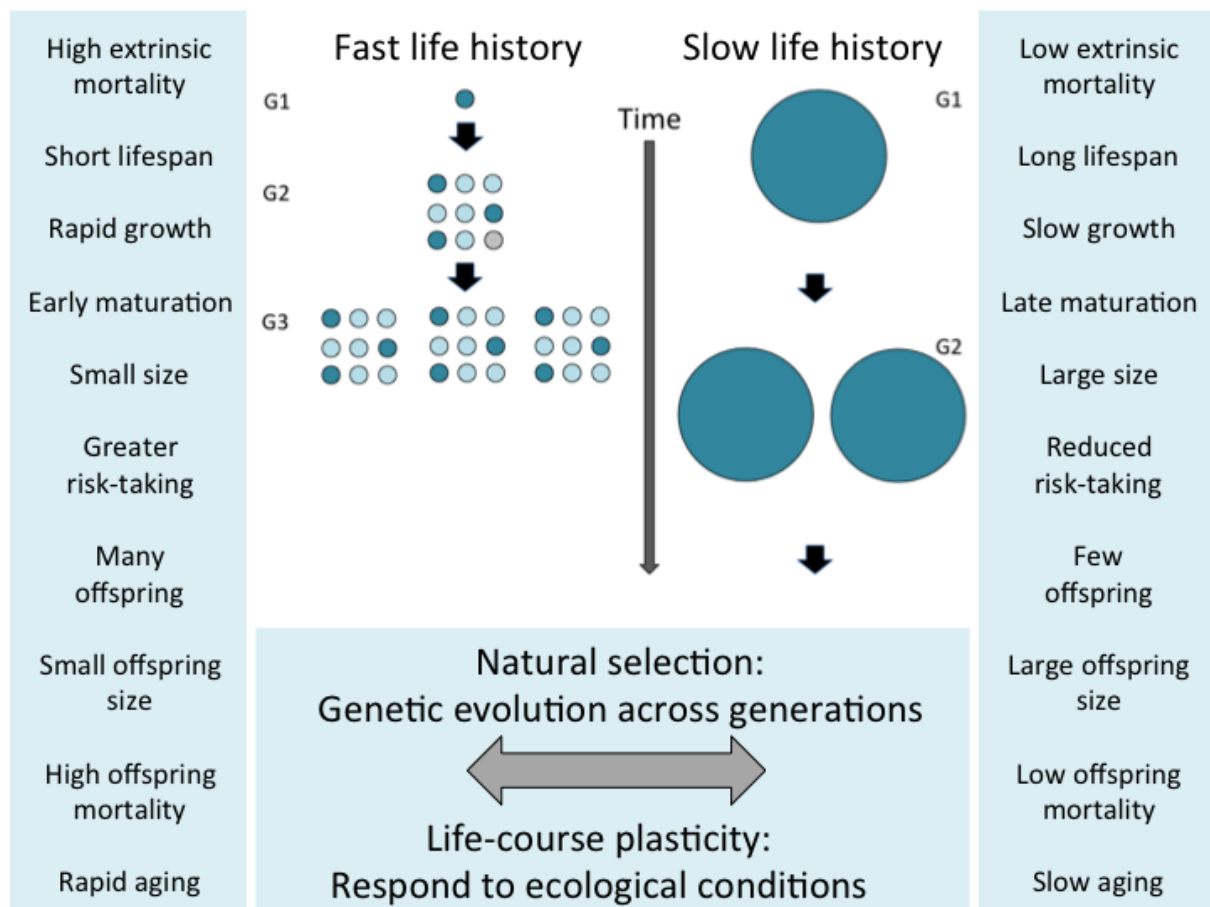 High extrinsic
mortality
Short lifespan
Rapid growth
Early maturation
Small size
Greater
risk-taking
Many
offspring
Small offspring
size
High offspring
mortality
Rapid aging
Fast life history
G1
G2
G3
Time
Slow life history
G1
G2
Natural selection:
Genetic evolution across generations
Life-course plasticity:
Respond to ecological conditions
Low extrinsic
mortality
Long lifespan
Slow growth
Late maturation
Large size
Reduced
risk-taking
Few
offspring
Large offspring
size
Low offspring
mortality
Slow aging